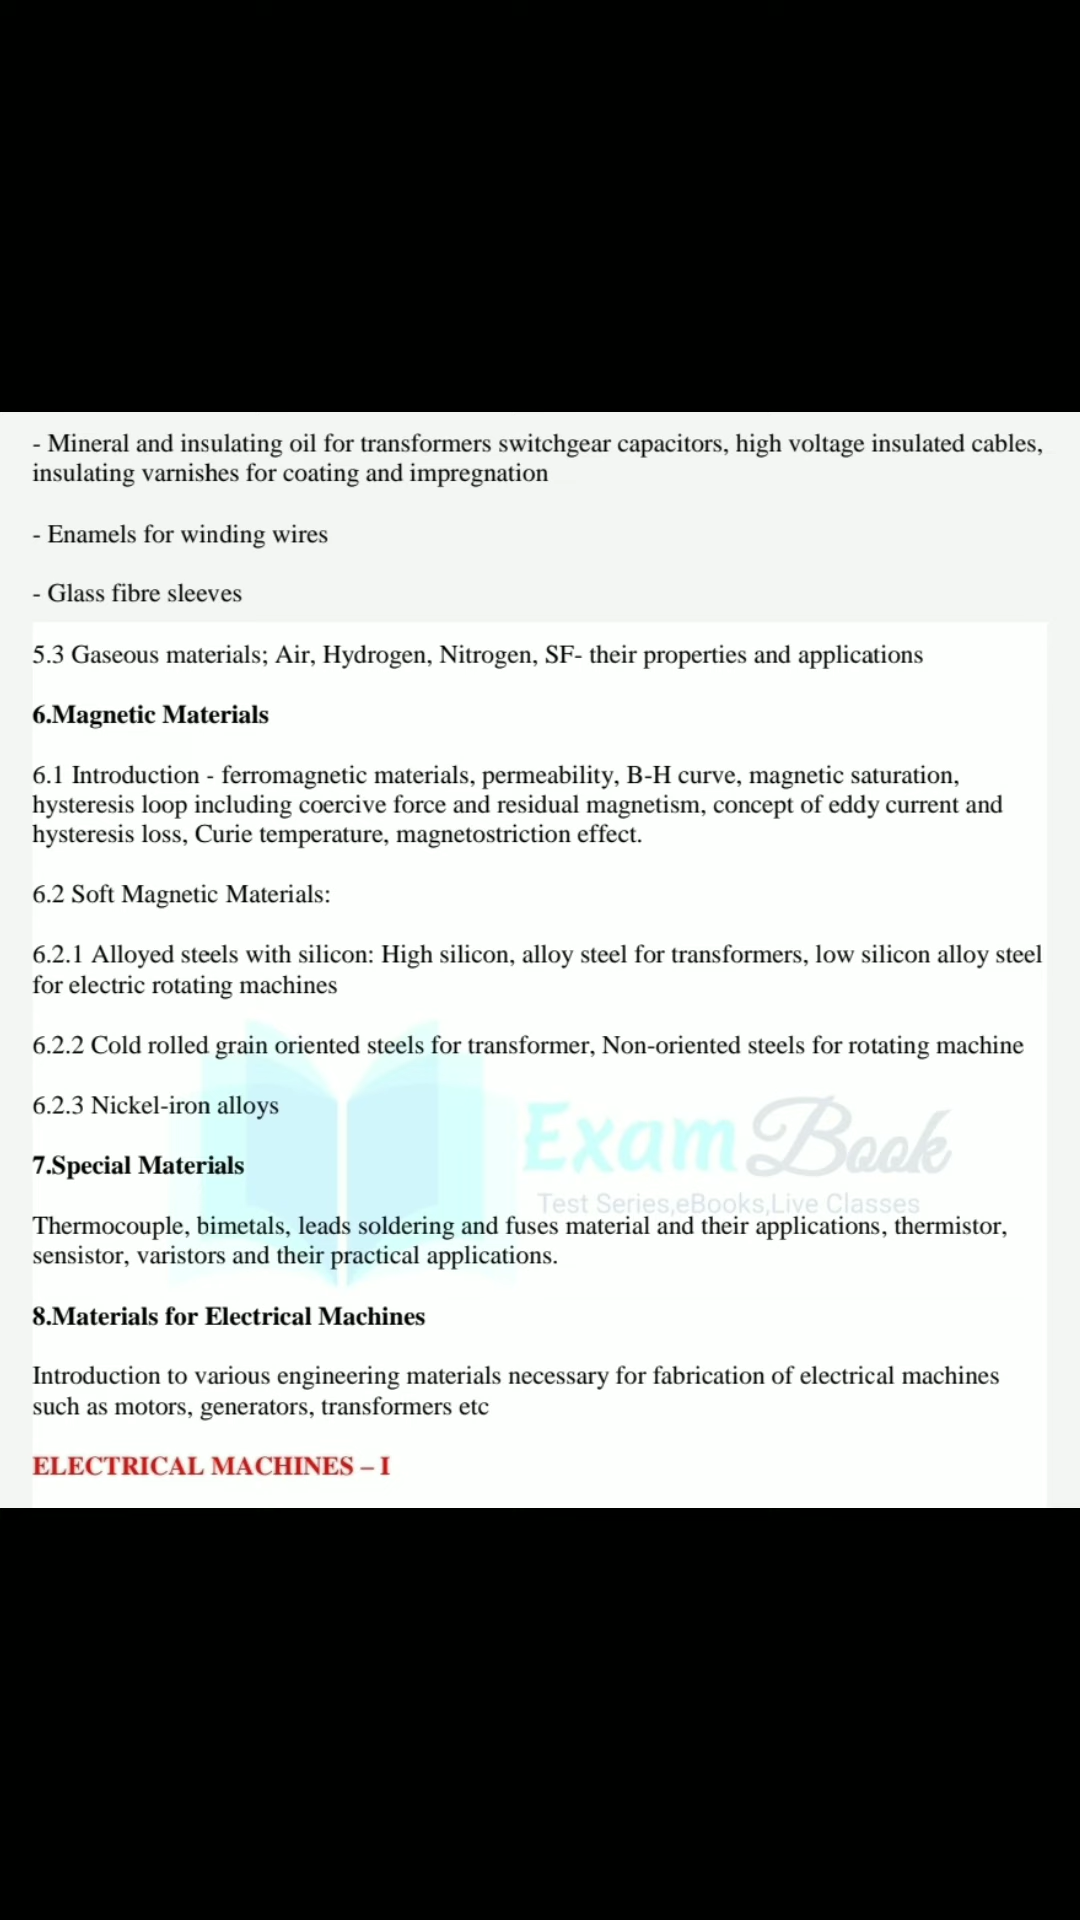 - Mineral and insulating oil for transformers switchgear capacitors, high voltage insulated cables,
insulating varnishes for coating and impregnation
- Enamels for winding wires
- Glass fibre sleeves
5.3 Gaseous materials; Air, Hydrogen, Nitrogen, SF- their properties and applications
6.Magnetic Materials
6.1 Introduction - ferromagnetic materials, permeability, B-H curve, magnetic saturation,
hysteresis loop including coercive force and residual magnetism, concept of eddy current and
hysteresis loss, Curie temperature, magnetostriction effect.
6.2 Soft Magnetic Materials:
6.2.1 Alloyed steels with silicon: High silicon, alloy steel for transformers, low silicon alloy steel
for electric rotating machines
6.2.2 Cold rolled grain oriented steels for transformer, Non-oriented steels for rotating machine
6.2.3 Nickel-iron alloys
Exam Book
7.Special Materials
Test Series,eBooks,Live Classes
Thermocouple, bimetals, leads soldering and fuses material and their applications, thermistor,
sensistor, varistors and their practical applications.
8.Materials for Electrical Machines
Introduction to various engineering materials necessary for fabrication of electrical machines
such as motors, generators, transformers etc
ELECTRICAL MACHINES – I